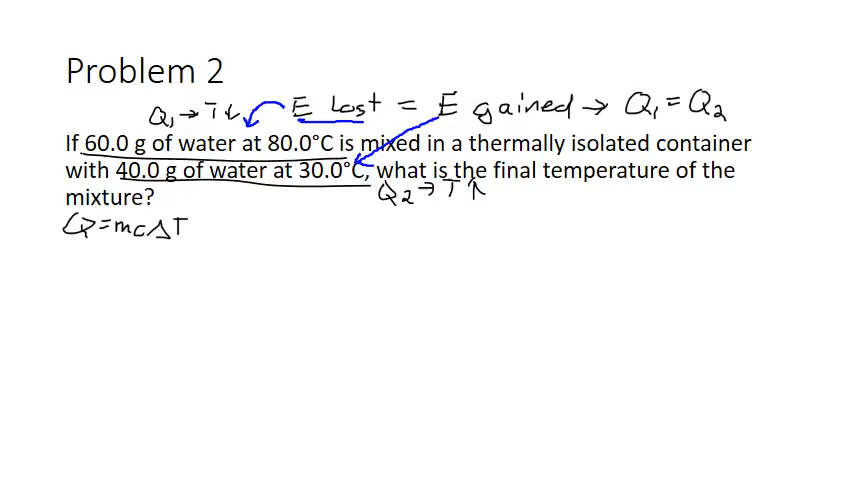 Problem 2
E Lost = E gained → Q1 = Q2
Q1 → T↓
If 60.0 g of water at 80.0°C is mixed in a thermally isolated container
with 40.0 g of water at 30.0°C, what is the final temperature of the
mixture?
Q2 → T↑
Q = mcΔT